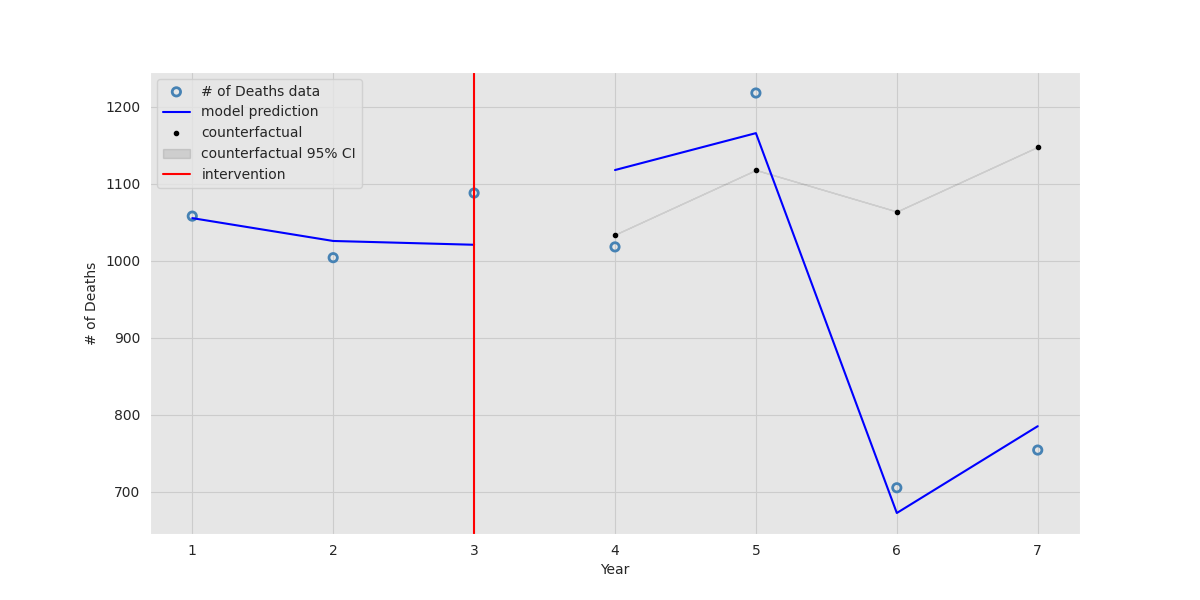 # of Deaths data
model prediction
counterfactual
counterfactual 95% CI
intervention
1200
1100
1000
900
800
700
# of Deaths
1 2 3 4 5 6 7
Year